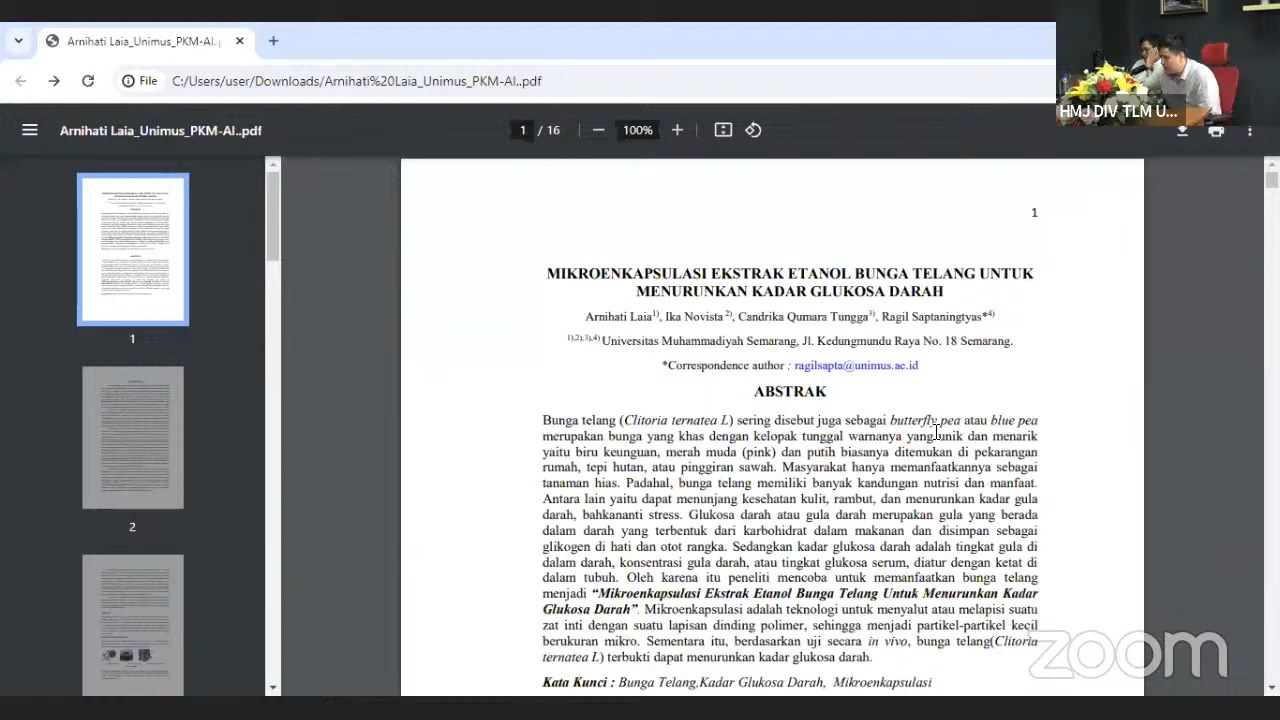 Arnihati Laia_Unimus_PKM-AI..
File
C:/Users/user/Downloads/Arnihati%20Laia_Unimus_PKM-AI..pdf
HMJ DIV TLM U...
Arnihati Laia_Unimus_PKM-AI..pdf
1 / 16
100%
1
MIKROENKAPSULASI EKSTRAK ETANOL BUNGA TELANG UNTUK
MENURUNKAN KADAR GLUKOSA DARAH
Arnihati Laia1), Ika Novista 2), Candrika Qumara Tungga3), Ragil Saptaningtyas*4)
1),2),3),4) Universitas Muhammadiyah Semarang, Jl. Kedungmundu Raya No. 18 Semarang.
*Correspondence author : ragilsapta@unimus.ac.id
ABSTRAK
Bunga telang (Clitoria ternatea L) sering disebut juga sebagai butterfly pea atau blue pea
merupakan bunga yang khas dengan kelopak tunggal warnanya yang unik dan menarik
yaitu biru keunguan, merah muda (pink) dan putih biasanya ditemukan di pekarangan
rumah, tepi hutan, atau pinggiran sawah. Masyarakat hanya memanfaatkannya sebagai
tanaman hias. Padahal, bunga telang memiliki banyak kandungan nutrisi dan manfaat.
Antara lain yaitu dapat menunjang kesehatan kulit, rambut, dan menurunkan kadar gula
darah, bahkananti stress. Glukosa darah atau gula darah merupakan gula yang berada
dalam darah yang terbentuk dari karbohidrat dalam makanan dan disimpan sebagai
glikogen di hati dan otot rangka. Sedangkan kadar glukosa darah adalah tingkat gula di
dalam darah, konsentrasi gula darah, atau tingkat glukosa serum, diatur dengan ketat di
dalam tubuh. Oleh karena itu peneliti mencoba untuk memanfaatkan bunga telang
menjadi “Mikroenkapsulasi Ekstrak Etanol Bunga Telang Untuk Menurunkan Kadar
Glukosa Darah”. Mikroenkapsulasi adalah teknologi untuk menyalut atau melapisi suatu
zat inti dengan suatu lapisan dinding polimer, sehingga menjadi partikel-partikel kecil
berukuran mikro. Sementara itu, berdasarkan uji secara in vivo, bunga telang(Clitoria
ternatea L) terbukti dapat menurunkan kadar glukosa darah.
Kata Kunci : Bunga Telang,Kadar Glukosa Darah, Mikroenkapsulasi
1
2
zoom